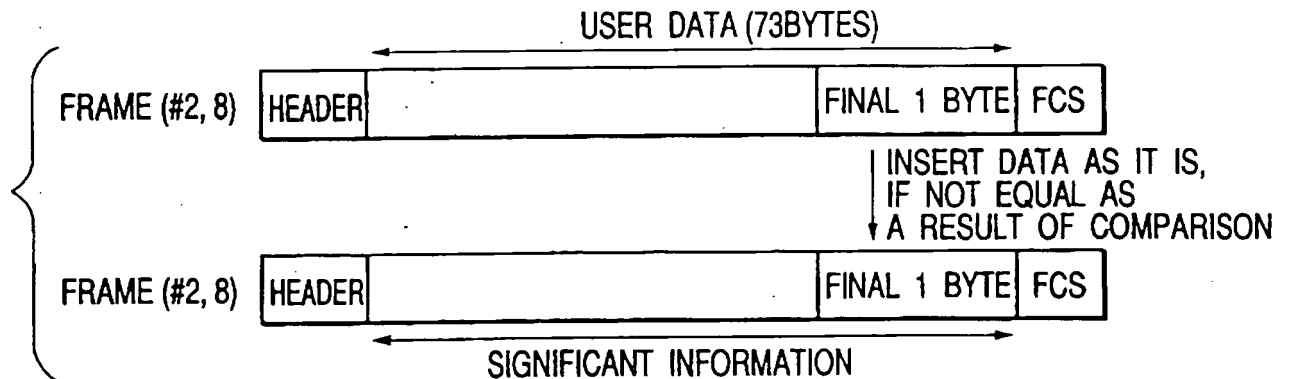 USER DATA (73BYTES)
FRAME (#2, 8) HEADER FINAL 1 BYTE FCS
INSERT DATA AS IT IS,
IF NOT EQUAL AS
A RESULT OF COMPARISON
FRAME (#2, 8) HEADER FINAL 1 BYTE FCS
SIGNIFICANT INFORMATION